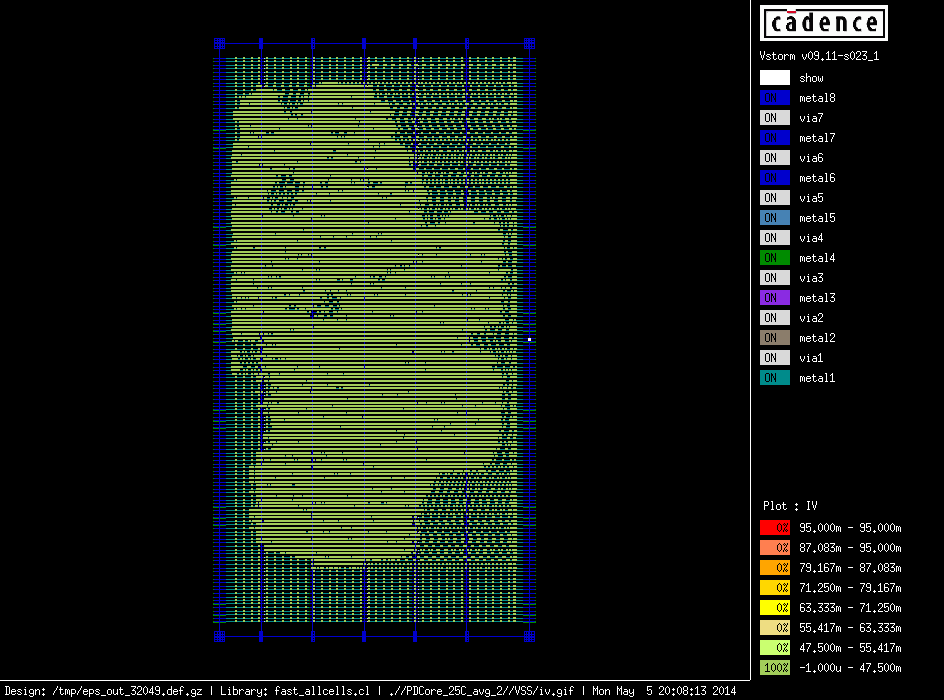 cadence
Vstorm v09.11-s023_1
show
ON metal8
ON via7
ON metal7
ON via6
ON metal6
ON via5
ON metal5
ON via4
ON metal4
ON via3
ON metal3
ON via2
ON metal2
ON via1
ON metal1
Plot : IV
0% 95.000m - 95.000m
0% 87.083m - 95.000m
0% 79.167m - 87.083m
0% 71.250m - 79.167m
0% 63.333m - 71.250m
0% 55.417m - 63.333m
0% 47.500m - 55.417m
100% -1.000u - 47.500m
Design: /tmp/eps_out_32049.def.gz | Library: fast_allcells.cl | .//PDCore_25C_avg_2//VSS/iv.gif | Mon May  5 20:08:13 2014